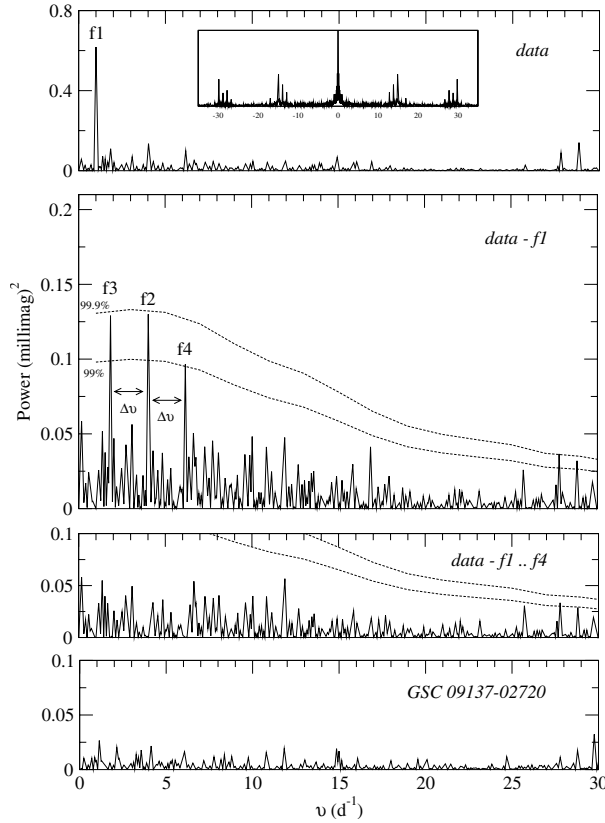 0.8
f1
data
0.4
-30 -20 -10 0 10 20 30
0
0.2
data - f1
0.15
99.9%
f3 f2
f4
0.1
99%
Δυ Δυ
0.05
0
Power (millimag)²
0.1
data - f1 .. f4
0.05
0
0.1
GSC 09137-02720
0.05
0
0 5 10 15 20 25 30
υ (d⁻¹)